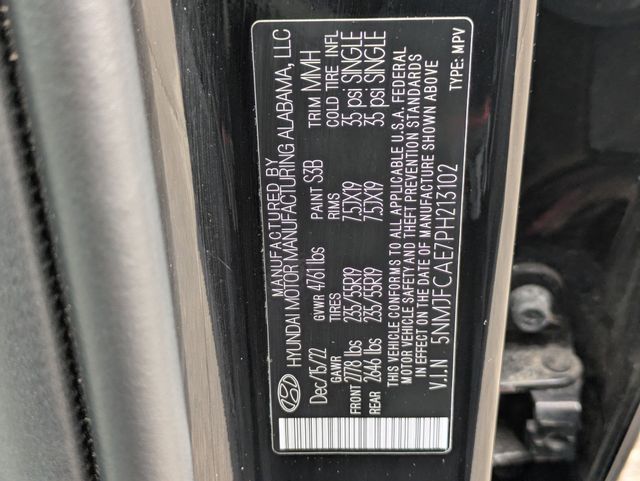 MANUFACTURED BY
HYUNDAI MOTOR MANUFACTURING ALABAMA, LLC
Dec/15/22 GVWR 4761 lbs PAINT S3B TRIM MMH
GAWR TIRES RIMS COLD TIRE INFL
FRONT 2778 lbs 235/55R19 7.5JX19 35 psi SINGLE
REAR 2646 lbs 235/55R19 7.5JX19 35 psi SINGLE
THIS VEHICLE CONFORMS TO ALL APPLICABLE U.S.A. FEDERAL
MOTOR VEHICLE SAFETY AND THEFT PREVENTION STANDARDS
IN EFFECT ON THE DATE OF MANUFACTURE SHOWN ABOVE
V.I.N 5NMJFCAE7PH213102 TYPE: MPV